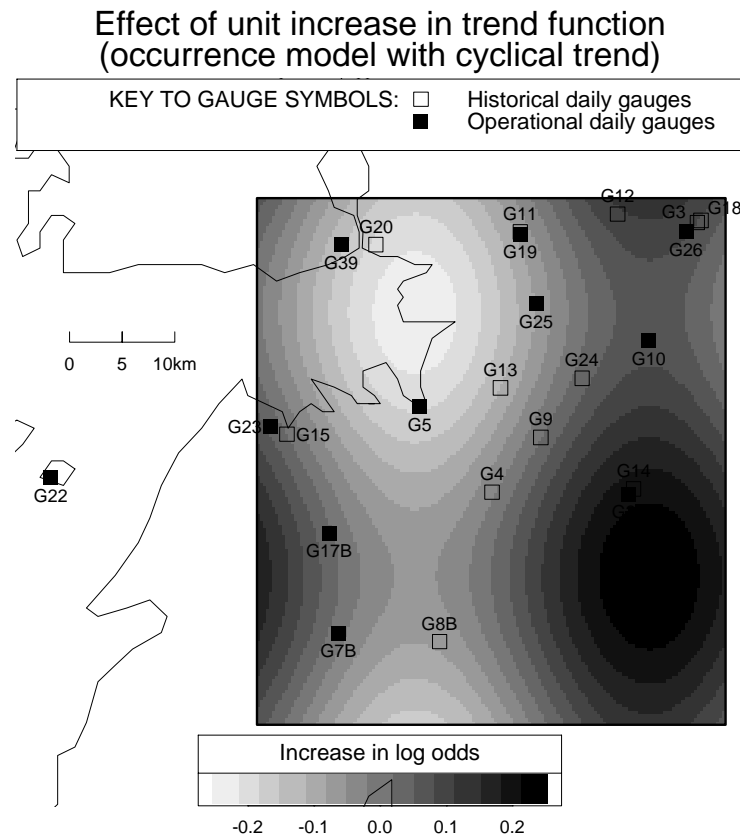 Effect of unit increase in trend function
(occurrence model with cyclical trend)
KEY TO GAUGE SYMBOLS:
Historical daily gauges
Operational daily gauges
G12
G18
G11
G3
G20
G39
G19
G26
G25
G10
0 5 10km
G13
G24
G5
G23
G15
G9
G22
G4
G14
G17B
G7B
G8B
Increase in log odds
-0.2 -0.1 0.0 0.1 0.2